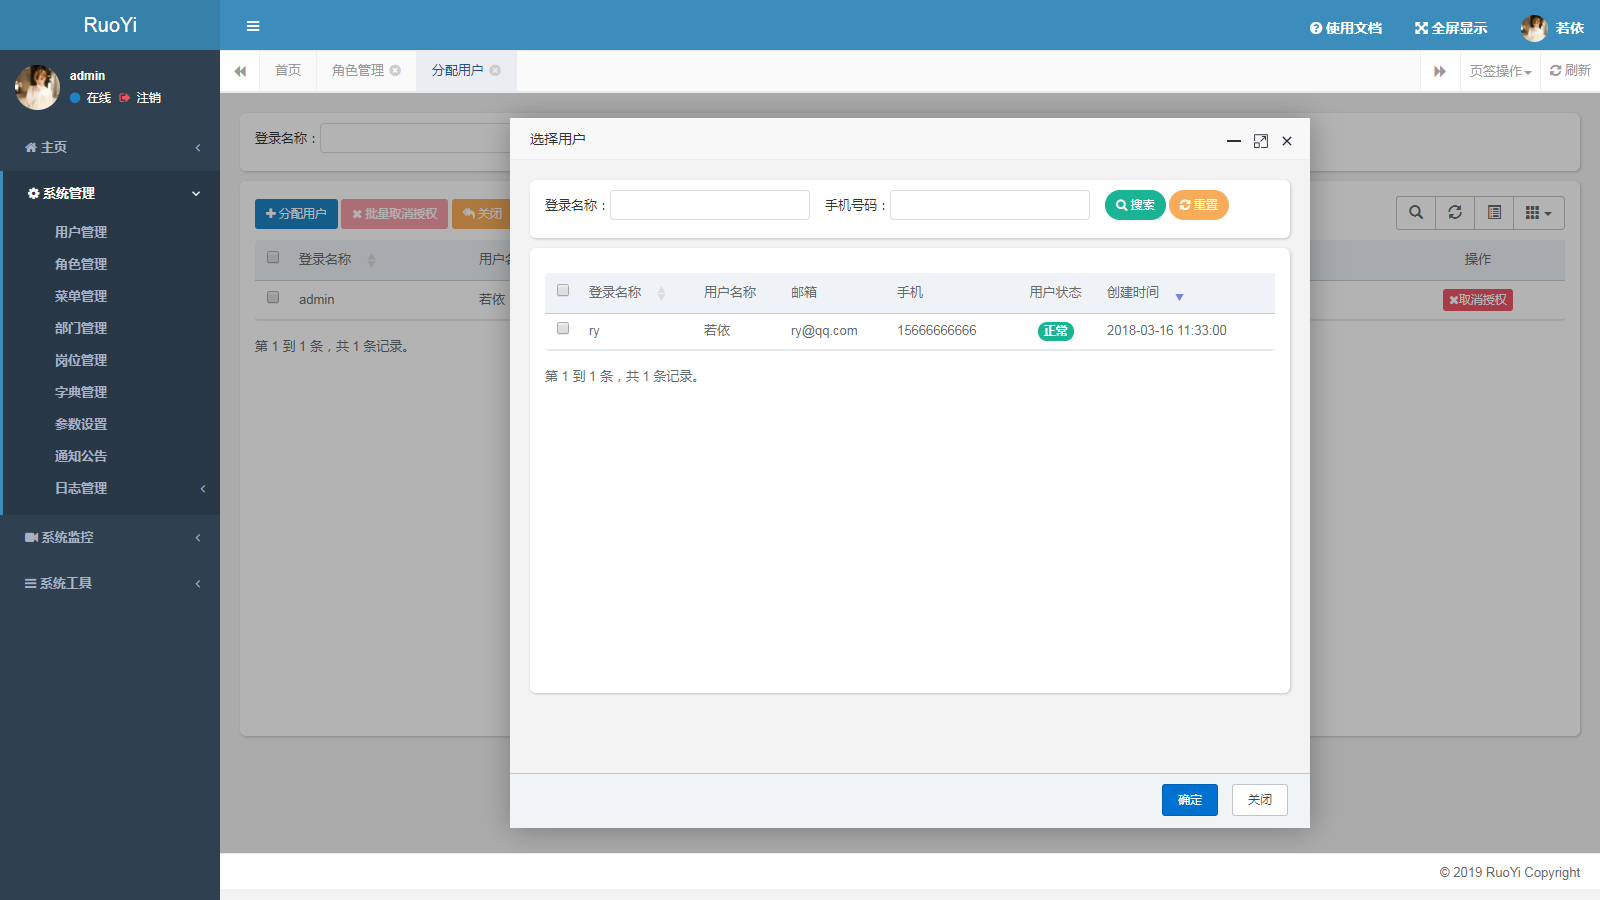 RuoYi
使用文档
全屏显示
若依
admin
在线 注销
首页 角色管理 分配用户 页签操作 刷新
主页
系统管理
用户管理
角色管理
菜单管理
部门管理
岗位管理
字典管理
参数设置
通知公告
日志管理
系统监控
系统工具
登录名称：
分配用户 批量取消授权 关闭
登录名称 用户 操作
admin 若依 取消授权
第 1 到 1 条，共 1 条记录。
选择用户
登录名称： 手机号码： 搜索 重置
登录名称 用户名称 邮箱 手机 用户状态 创建时间
ry 若依 ry@qq.com 15666666666 正常 2018-03-16 11:33:00
第 1 到 1 条，共 1 条记录。
确定 关闭
© 2019 RuoYi Copyright